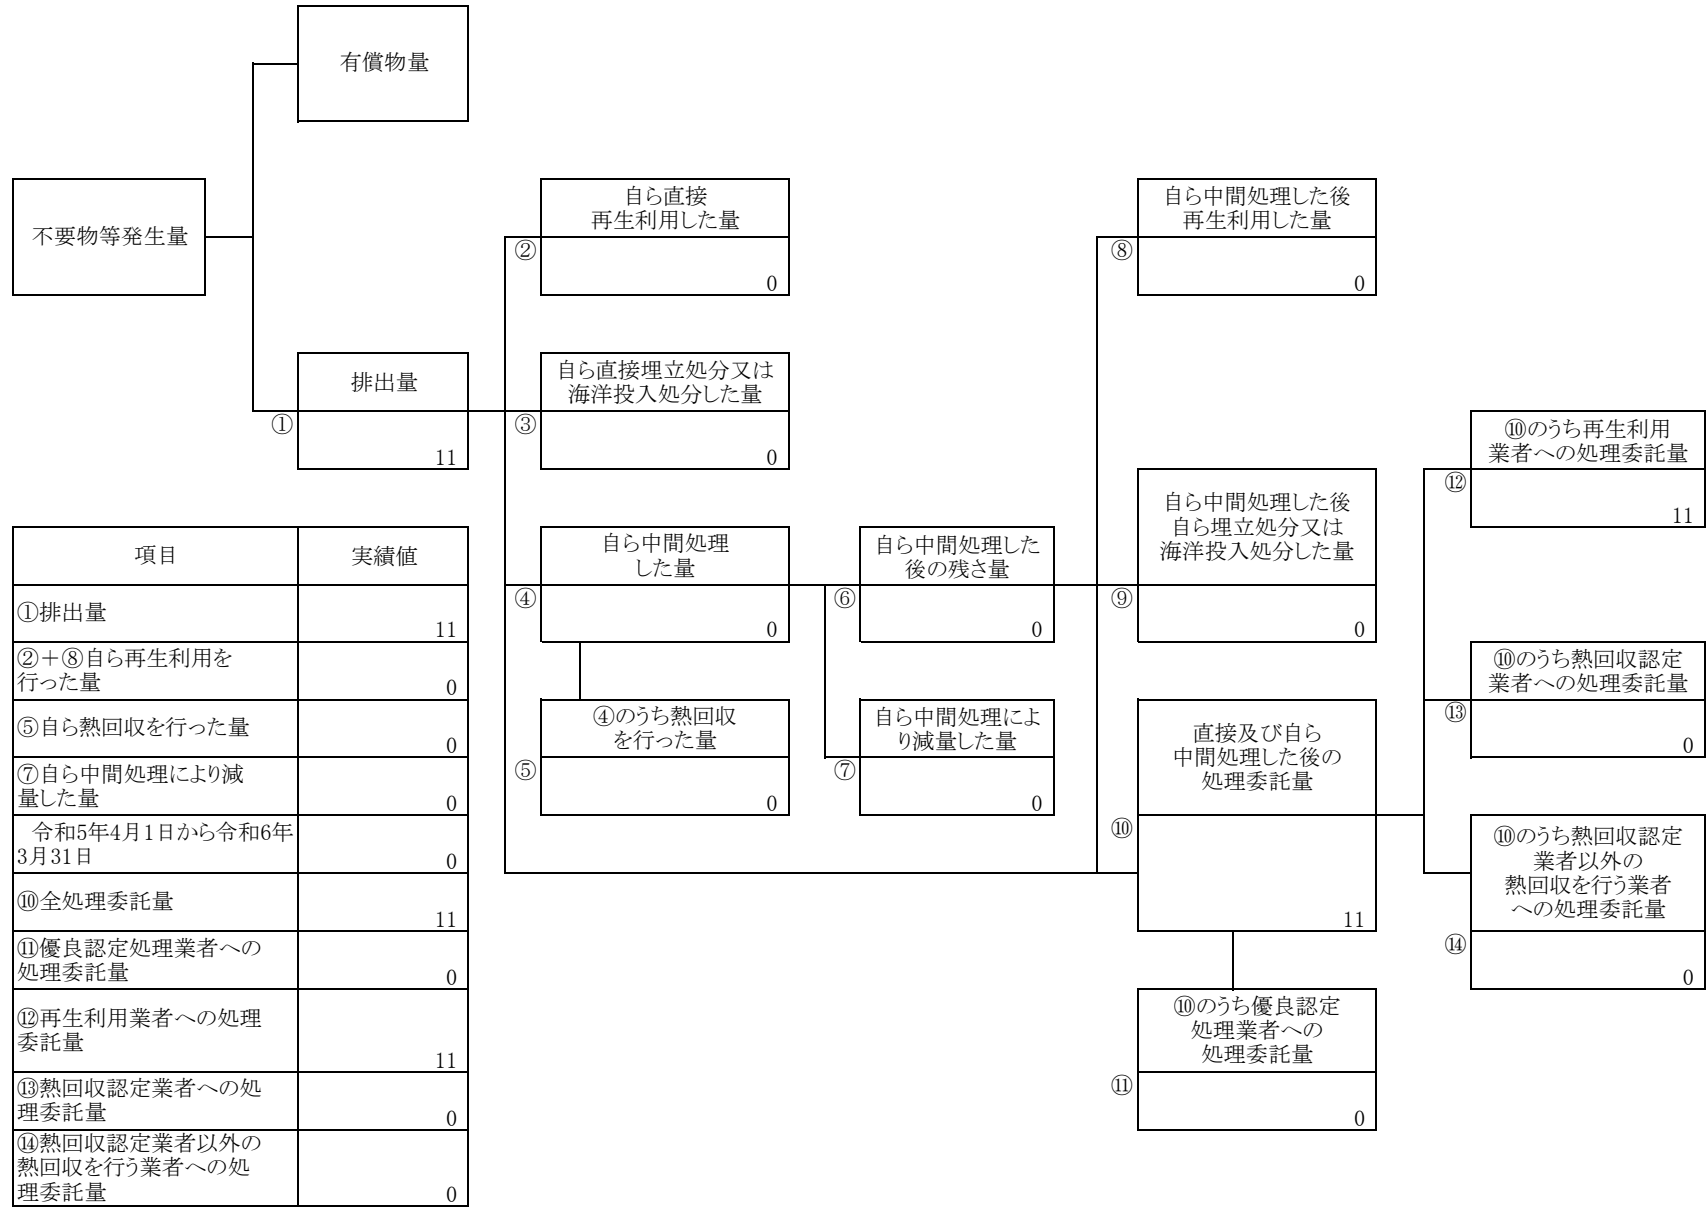 有償物量
不要物等発生量
自ら直接
再生利用した量
②
0
自ら中間処理した後
再生利用した量
⑧
0
排出量
①
11
自ら直接埋立処分又は
海洋投入処分した量
③
0
⑩のうち再生利用
業者への処理委託量
⑫
11
自ら中間処理
した量
④
0
自ら中間処理した
後の残さ量
⑥
0
自ら中間処理した後
自ら埋立処分又は
海洋投入処分した量
⑨
0
⑩のうち熱回収認定
業者への処理委託量
⑬
0
④のうち熱回収
を行った量
⑤
0
自ら中間処理によ
り減量した量
⑦
0
直接及び自ら
中間処理した後の
処理委託量
⑩
11
⑩のうち熱回収認定
業者以外の
熱回収を行う業者
への処理委託量
⑭
0
⑩のうち優良認定
処理業者への
処理委託量
⑪
0
項目 実績値
①排出量
11
②＋⑧自ら再生利用を
行った量
0
⑤自ら熱回収を行った量
0
⑦自ら中間処理により減
量した量
0
令和5年4月1日から令和6年
3月31日
0
⑩全処理委託量
11
⑪優良認定処理業者への
処理委託量
0
⑫再生利用業者への処理
委託量
11
⑬熱回収認定業者への処
理委託量
0
⑭熱回収認定業者以外の
熱回収を行う業者への処
理委託量
0